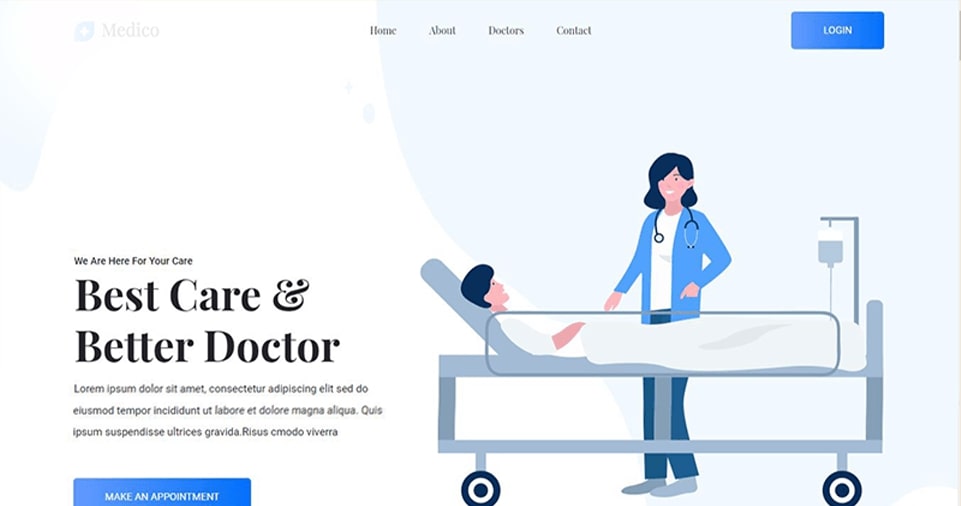 Medico
Home About Doctors Contact
LOGIN
We Are Here For Your Care
Best Care &
Better Doctor
Lorem ipsum dolor sit amet, consectetur adipiscing elit sed do
eiusmod tempor incididunt ut labore et dolore magna aliqua. Quis
ipsum suspendisse ultrices gravida.Risus cmodo viverra
MAKE AN APPOINTMENT